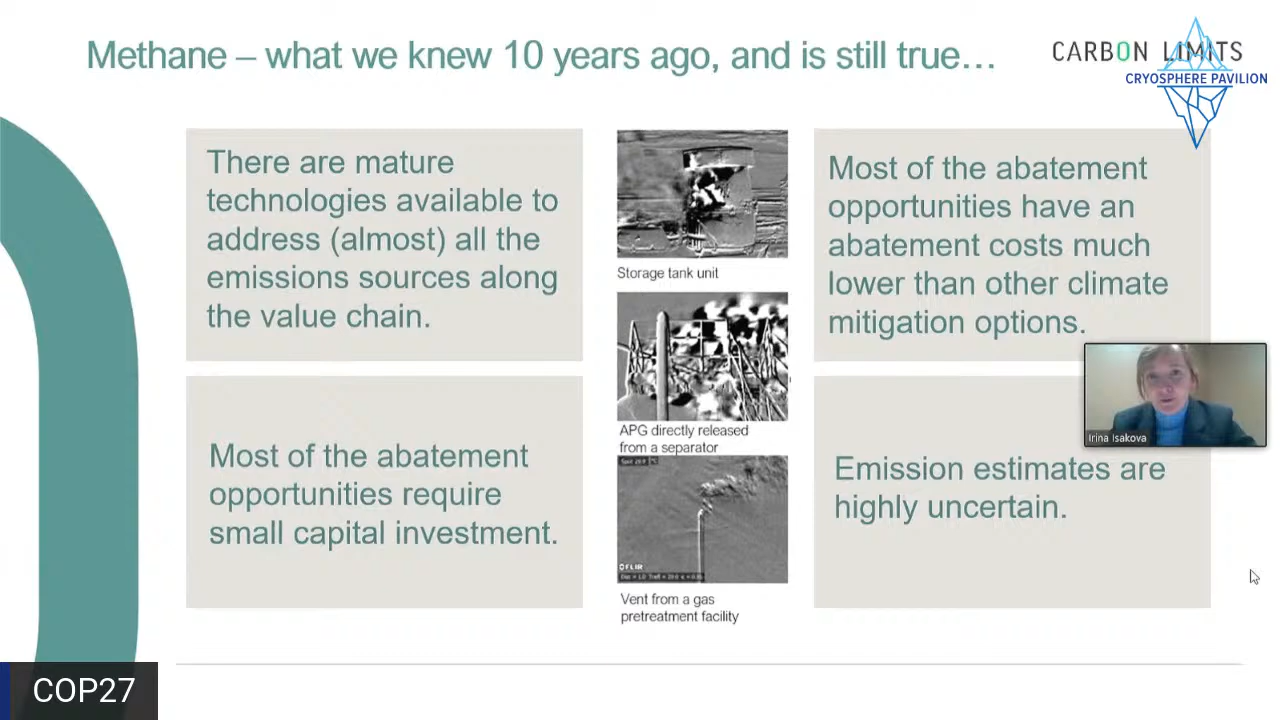 Methane – what we knew 10 years ago, and is still true…
CARBON LIMITS
CRYOSPHERE PAVILION
There are mature
technologies available to
address (almost) all the
emissions sources along
the value chain.
Storage tank unit
Most of the abatement
opportunities have an
abatement costs much
lower than other climate
mitigation options.
APG directly released
from a separator
Irina Isakova
Most of the abatement
opportunities require
small capital investment.
FLIR
Vent from a gas
pretreatment facility
Emission estimates are
highly uncertain.
COP27